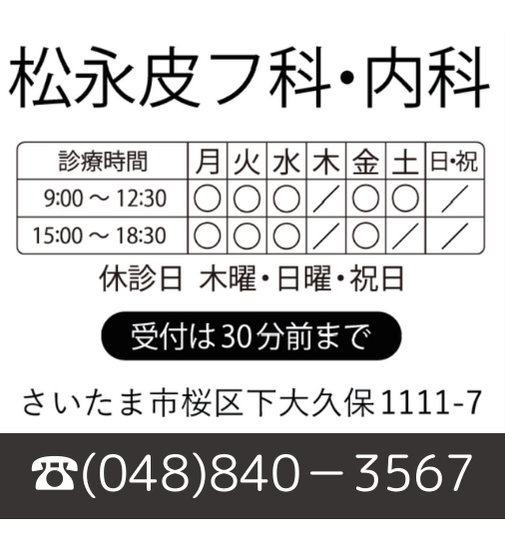 松永皮フ科・内科
診療時間 月 火 水 木 金 土 日・祝
9:00 ～ 12:30 ○ ○ ○ ／ ○ ○ ／
15:00 ～ 18:30 ○ ○ ○ ／ ○ ／ ／
休診日 木曜・日曜・祝日
受付は30分前まで
さいたま市桜区下大久保1111-7
☎(048)840－3567